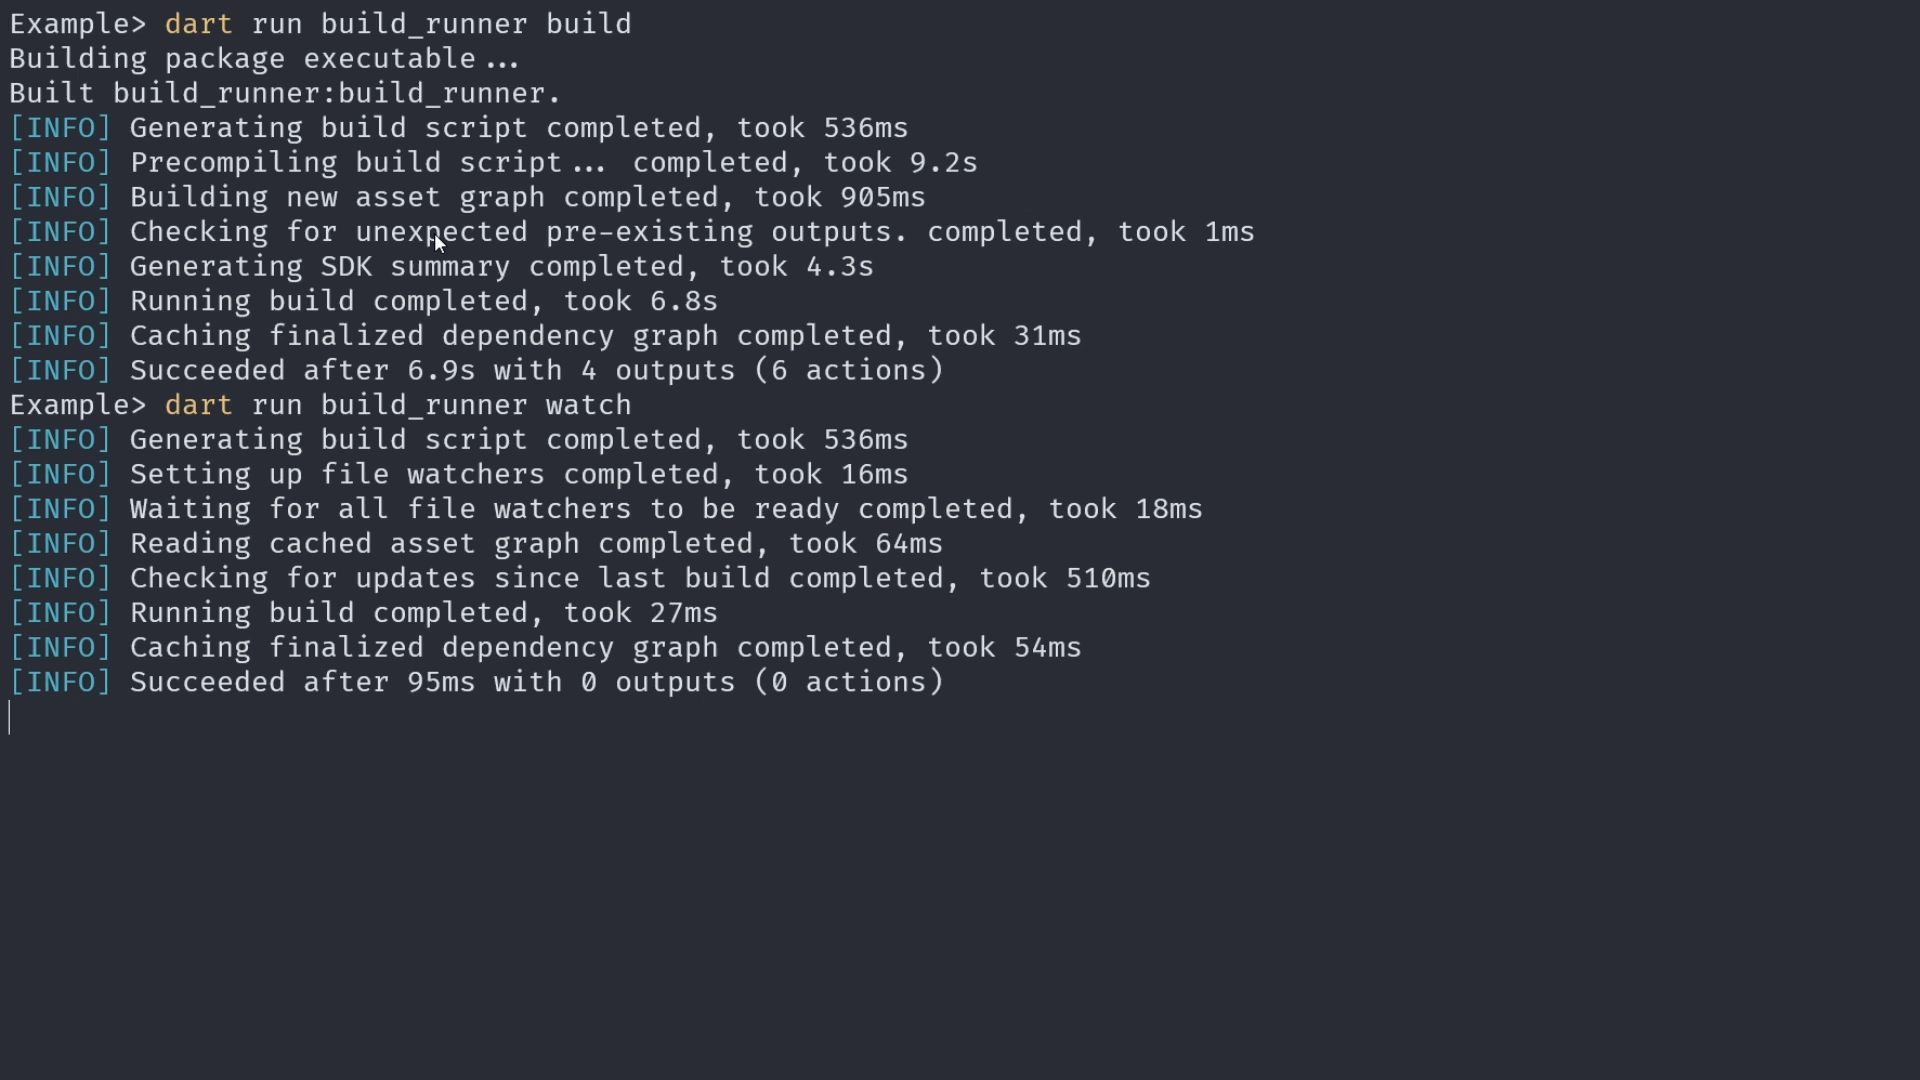 Example> dart run build_runner build
Building package executable...
Built build_runner:build_runner.
[INFO] Generating build script completed, took 536ms
[INFO] Precompiling build script... completed, took 9.2s
[INFO] Building new asset graph completed, took 905ms
[INFO] Checking for unexpected pre-existing outputs. completed, took 1ms
[INFO] Generating SDK summary completed, took 4.3s
[INFO] Running build completed, took 6.8s
[INFO] Caching finalized dependency graph completed, took 31ms
[INFO] Succeeded after 6.9s with 4 outputs (6 actions)
Example> dart run build_runner watch
[INFO] Generating build script completed, took 536ms
[INFO] Setting up file watchers completed, took 16ms
[INFO] Waiting for all file watchers to be ready completed, took 18ms
[INFO] Reading cached asset graph completed, took 64ms
[INFO] Checking for updates since last build completed, took 510ms
[INFO] Running build completed, took 27ms
[INFO] Caching finalized dependency graph completed, took 54ms
[INFO] Succeeded after 95ms with 0 outputs (0 actions)